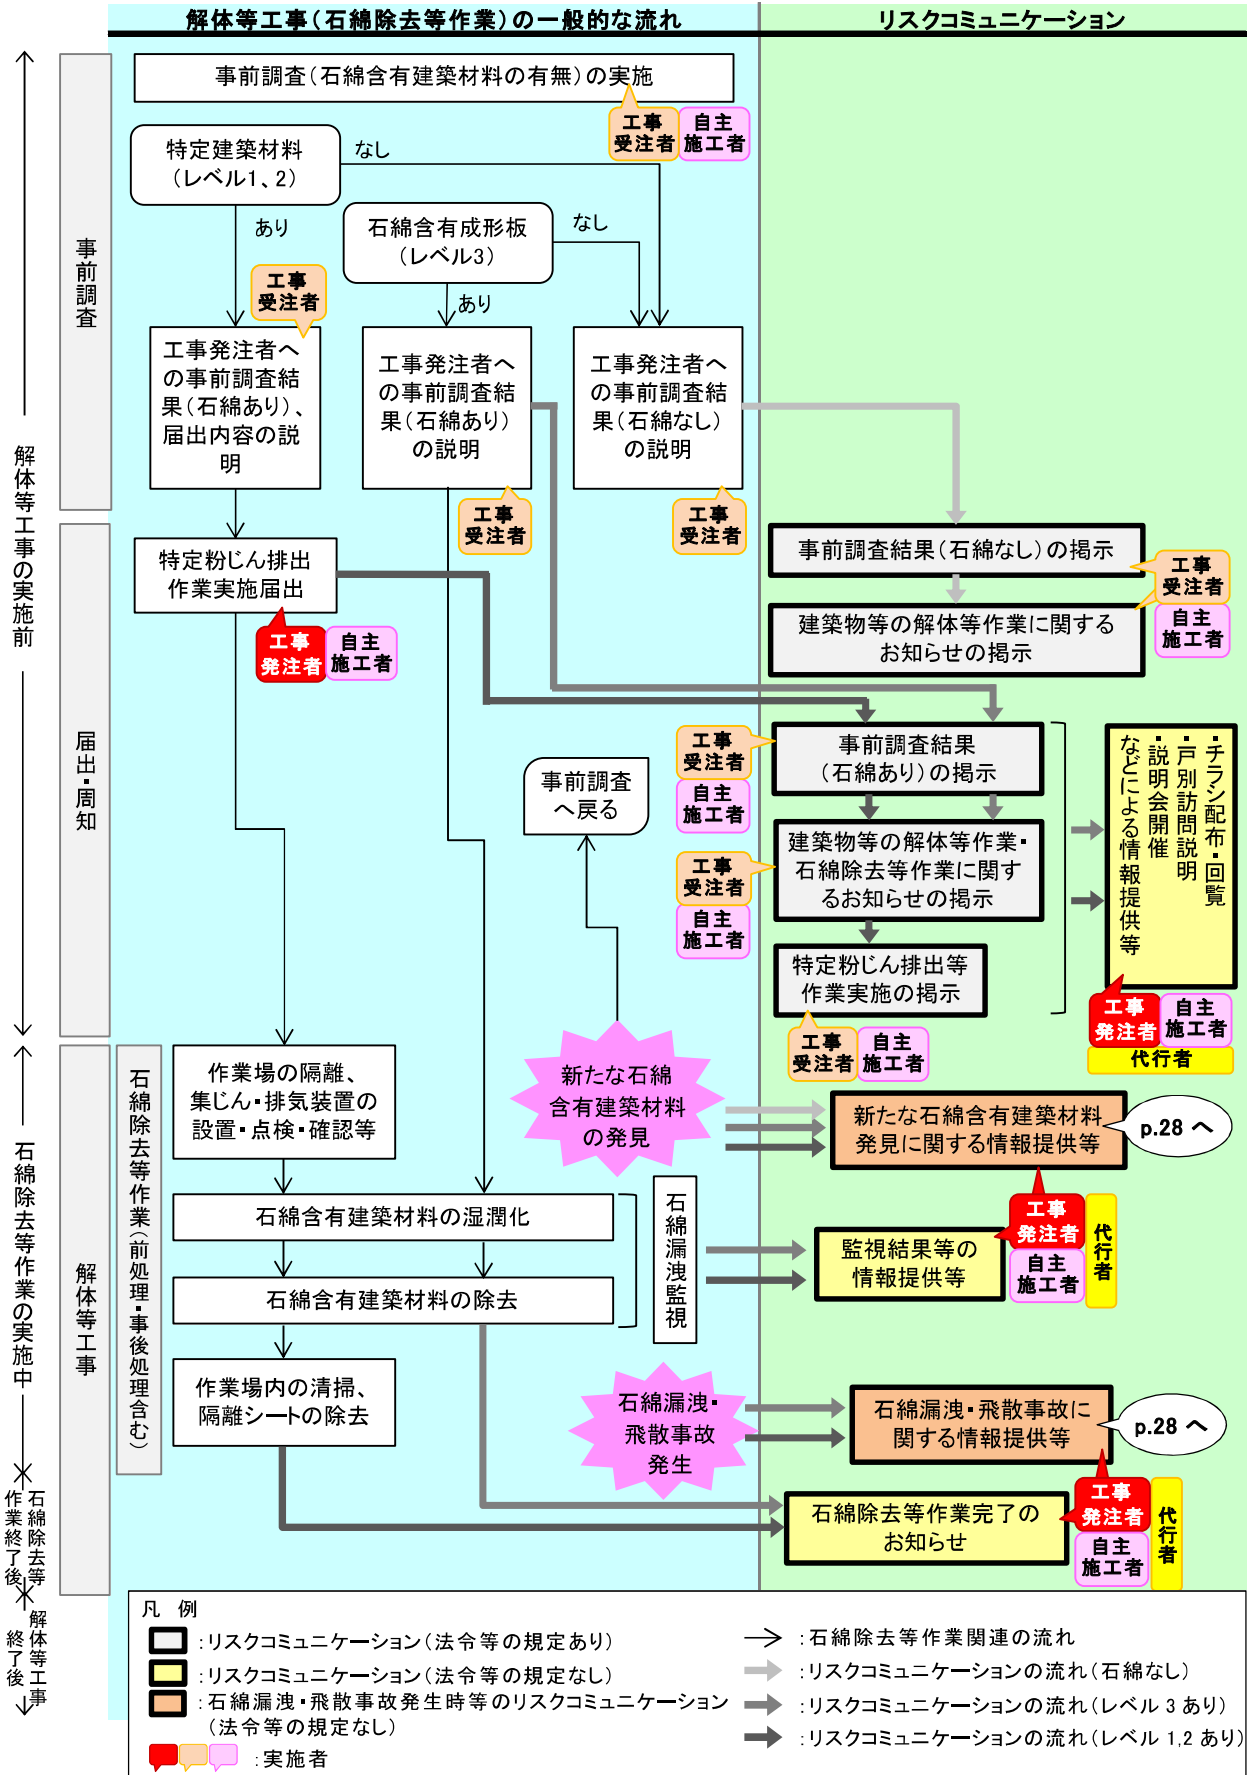 解体等工事(石綿除去等作業)の一般的な流れ
リスクコミュニケーション
解体等工事の実施前
石綿除去等作業の実施中
石綿除去等
作業終了後
解体等工事
終了後
事前調査
届出・周知
解体等工事
石綿除去等作業(前処理・事後処理含む)
事前調査(石綿含有建築材料の有無)の実施
工事
受注者
自主
施工者
特定建築材料
(レベル1、2)
なし
あり
石綿含有成形板
(レベル3)
なし
あり
工事
受注者
工事発注者へ
の事前調査結
果(石綿あり)、
届出内容の説
明
工事発注者へ
の事前調査結
果(石綿あり)
の説明
工事発注者へ
の事前調査結
果(石綿なし)
の説明
工事
受注者
工事
受注者
特定粉じん排出
作業実施届出
工事
発注者
自主
施工者
事前調査結果(石綿なし)の掲示
建築物等の解体等作業に関する
お知らせの掲示
工事
受注者
自主
施工者
事前調査結果
(石綿あり)の掲示
工事
受注者
自主
施工者
建築物等の解体等作業・
石綿除去等作業に関す
るお知らせの掲示
工事
受注者
自主
施工者
特定粉じん排出等
作業実施の掲示
工事
受注者
自主
施工者
・チラシ配布・回覧
・戸別訪問説明
・説明会開催
などによる情報提供等
工事
発注者
自主
施工者
代行者
事前調査
へ戻る
新たな石綿
含有建築材料
の発見
新たな石綿含有建築材料
発見に関する情報提供等
p.28 へ
作業場の隔離、
集じん・排気装置の
設置・点検・確認等
石綿含有建築材料の湿潤化
石綿含有建築材料の除去
石綿漏洩監視
監視結果等の
情報提供等
工事
発注者
自主
施工者
代行者
作業場内の清掃、
隔離シートの除去
石綿漏洩・
飛散事故
発生
石綿漏洩・飛散事故に
関する情報提供等
p.28 へ
石綿除去等作業完了の
お知らせ
工事
発注者
自主
施工者
代行者
凡 例
:リスクコミュニケーション(法令等の規定あり)
:リスクコミュニケーション(法令等の規定なし)
:石綿漏洩・飛散事故発生時等のリスクコミュニケーション
(法令等の規定なし)
:実施者
:石綿除去等作業関連の流れ
:リスクコミュニケーションの流れ(石綿なし)
:リスクコミュニケーションの流れ(レベル 3 あり)
:リスクコミュニケーションの流れ(レベル 1,2 あり)